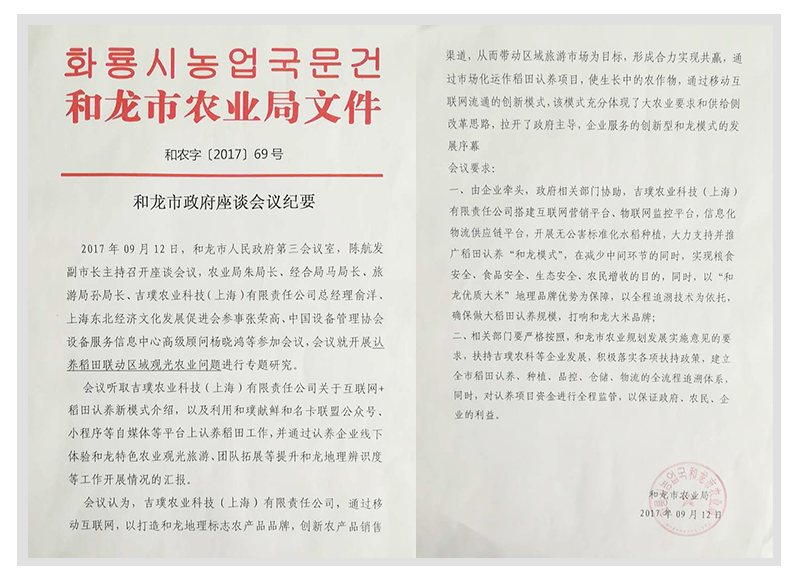 화룡시농업국문건
和龙市农业局文件
和农字〔2017〕69 号
和龙市政府座谈会议纪要
2017 年 09 月 12 日，和龙市人民政府第三会议室，陈航发
副市长主持召开座谈会议，农业局朱局长、经合局马局长、旅
游局孙局长、吉璞农业科技（上海）有限责任公司总经理俞洋、
上海东北经济文化发展促进会参事张荣高、中国设备管理协会
设备服务信息中心高级顾问杨晓鸿等参加会议，会议就开展认
养稻田联动区域观光农业问题进行专题研究。
会议听取吉璞农业科技（上海）有限责任公司关于互联网+
稻田认养新模式介绍，以及利用和璞献鲜和名卡联盟公众号、
小程序等自媒体等平台上认养稻田工作，并通过认养企业线下
体验和龙特色农业观光旅游、团队拓展等提升和龙地理辨识度
等工作开展情况的汇报。
会议认为，吉璞农业科技（上海）有限责任公司，通过移
动互联网，以打造和龙地理标志农产品品牌，创新农产品销售
渠道，从而带动区域旅游市场为目标，形成合力实现共赢，通
过市场化运作稻田认养项目，使生长中的农作物，通过移动互
联网流通的创新模式，该模式充分体现了大农业要求和供给侧
改革思路，拉开了政府主导，企业服务的创新型和龙模式的发
展序幕
会议要求：
一、由企业牵头，政府相关部门协助，吉璞农业科技（上海）
有限责任公司搭建互联网营销平台、物联网监控平台，信息化
物流供应链平台，开展无公害标准化水稻种植，大力支持并推
广稻田认养“和龙模式”，在减少中间环节的同时，实现粮食
安全、食品安全、生态安全、农民增收的目的，同时，以“和
龙优质大米”地理品牌优势为保障，以全程追溯技术为依托，
确保做大稻田认养规模，打响和龙大米品牌；
二、相关部门要严格按照，和龙市农业规划发展实施意见的要
求，扶持吉农科等企业发展，积极落实各项扶持政策，建立
全市稻田认养、种植、品控、仓储，物流的全流程追溯体系，
同时，对认养项目资金进行全程监管，以保证政府、农民、企
业的利益。
和龙市农业局
2017 年 09 月 12 日